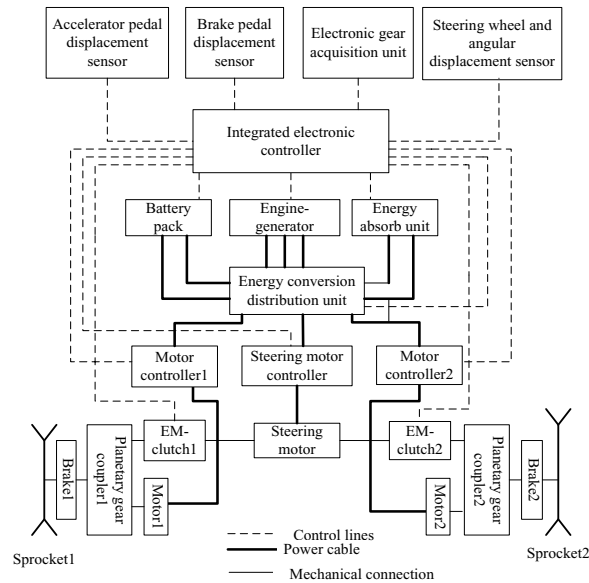 Accelerator pedal
displacement
sensor
Brake pedal
displacement
sensor
Electronic gear
acquisition unit
Steering wheel and
angular
displacement sensor
Integrated electronic
controller
Battery
pack
Engine-
generator
Energy
absorb unit
Energy conversion
distribution unit
Motor
controller1
Steering motor
controller
Motor
controller2
EM-
clutch1
Steering
motor
EM-
clutch2
Brake1
Planetary gear
coupler1
Motor1
Motor2
Planetary gear
coupler2
Brake2
Sprocket1
Sprocket2
Control lines
Power cable
Mechanical connection